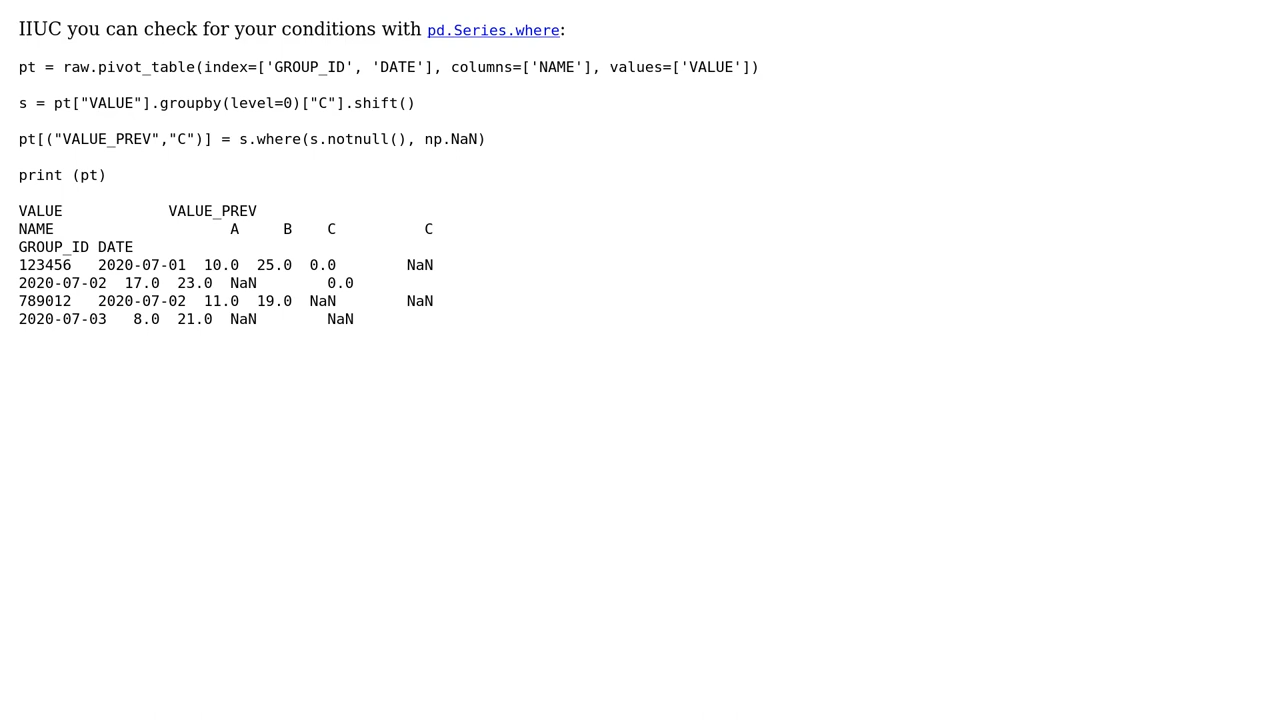 IIUC you can check for your conditions with pd.Series.where:
pt = raw.pivot_table(index=['GROUP_ID', 'DATE'], columns=['NAME'], values=['VALUE'])
s = pt["VALUE"].groupby(level=0)["C"].shift()
pt[("VALUE_PREV","C")] = s.where(s.notnull(), np.NaN)
print (pt)
VALUE            VALUE_PREV
NAME                    A     B    C          C
GROUP_ID DATE
123456   2020-07-01  10.0  25.0  0.0        NaN
2020-07-02  17.0  23.0  NaN        0.0
789012   2020-07-02  11.0  19.0  NaN        NaN
2020-07-03   8.0  21.0  NaN        NaN